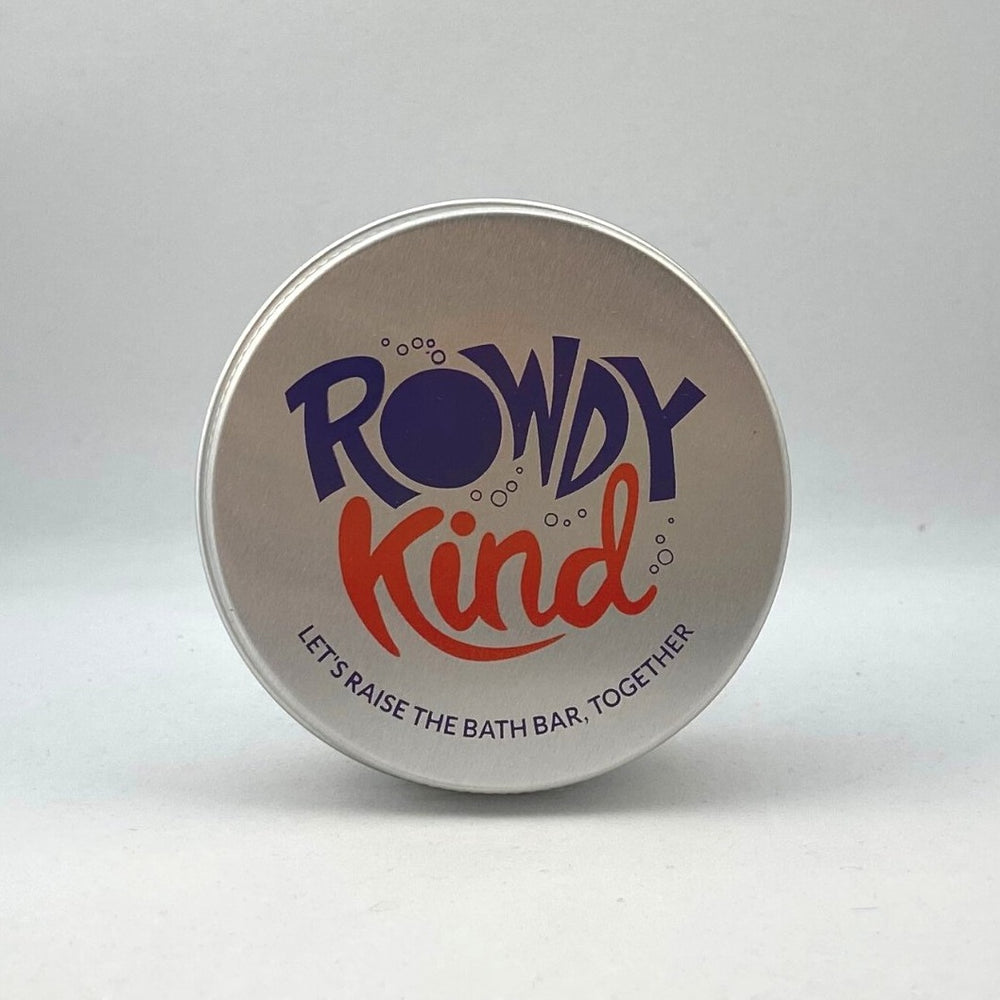 ROWDY
Kind
LET'S RAISE THE BATH BAR, TOGETHER